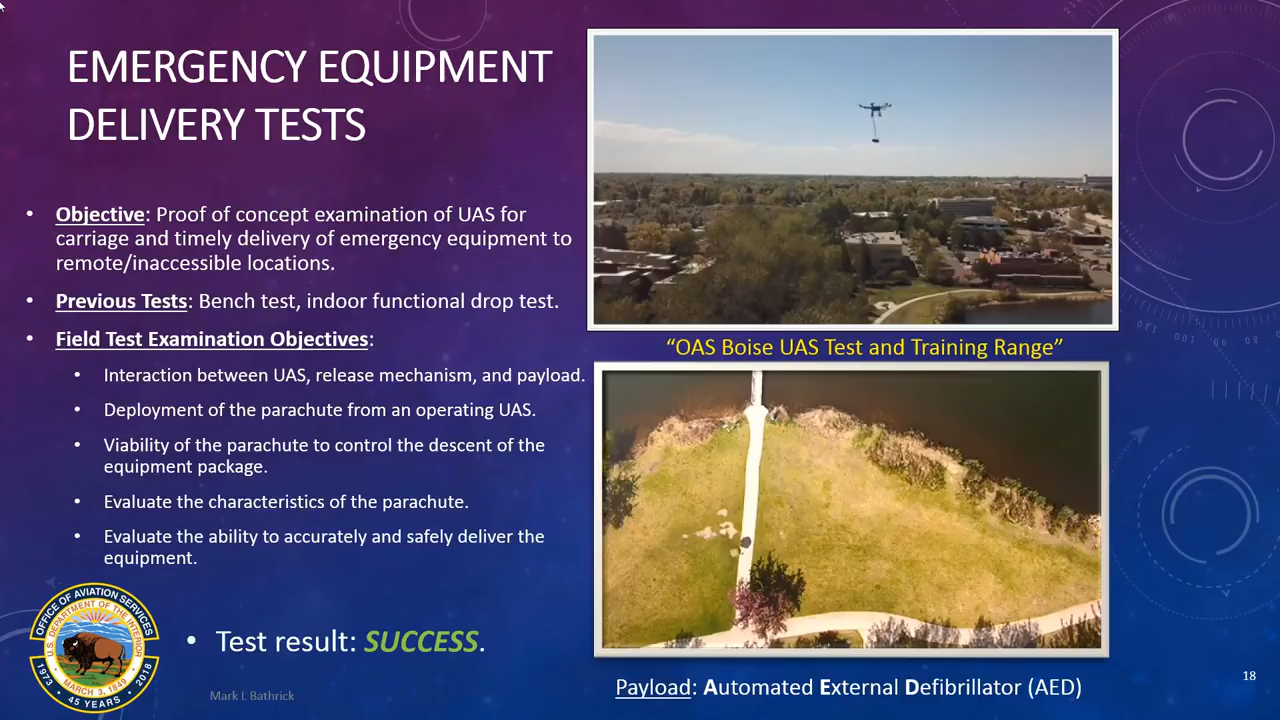 EMERGENCY EQUIPMENT
DELIVERY TESTS
• Objective: Proof of concept examination of UAS for
carriage and timely delivery of emergency equipment to
remote/inaccessible locations.
• Previous Tests: Bench test, indoor functional drop test.
• Field Test Examination Objectives:
• Interaction between UAS, release mechanism, and payload.
• Deployment of the parachute from an operating UAS.
• Viability of the parachute to control the descent of the
equipment package.
• Evaluate the characteristics of the parachute.
• Evaluate the ability to accurately and safely deliver the
equipment.
• Test result: SUCCESS.
OFFICE OF AVIATION SERVICES
U.S. DEPARTMENT OF THE INTERIOR
MARCH 3, 1849
1973 • 45 YEARS • 2018
Mark L Bathrick
“OAS Boise UAS Test and Training Range”
Payload: Automated External Defibrillator (AED)
18